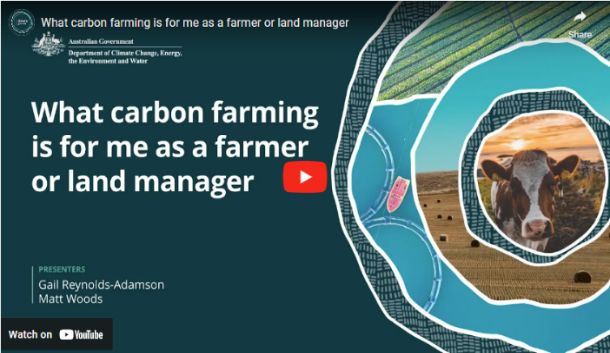 What carbon farming is for me as a farmer or land manager
Share
Australian Government
Department of Climate Change, Energy,
the Environment and Water
What carbon farming
is for me as a farmer
or land manager
PRESENTERS
Gail Reynolds-Adamson
Matt Woods
Watch on YouTube